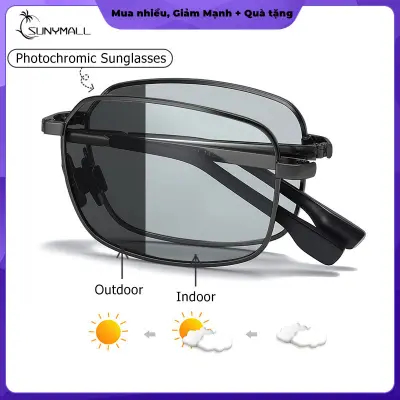 Mua nhiều, Giảm Mạnh + Quà tặng
SUNYMALL
Photochromic Sunglasses
Outdoor
Indoor